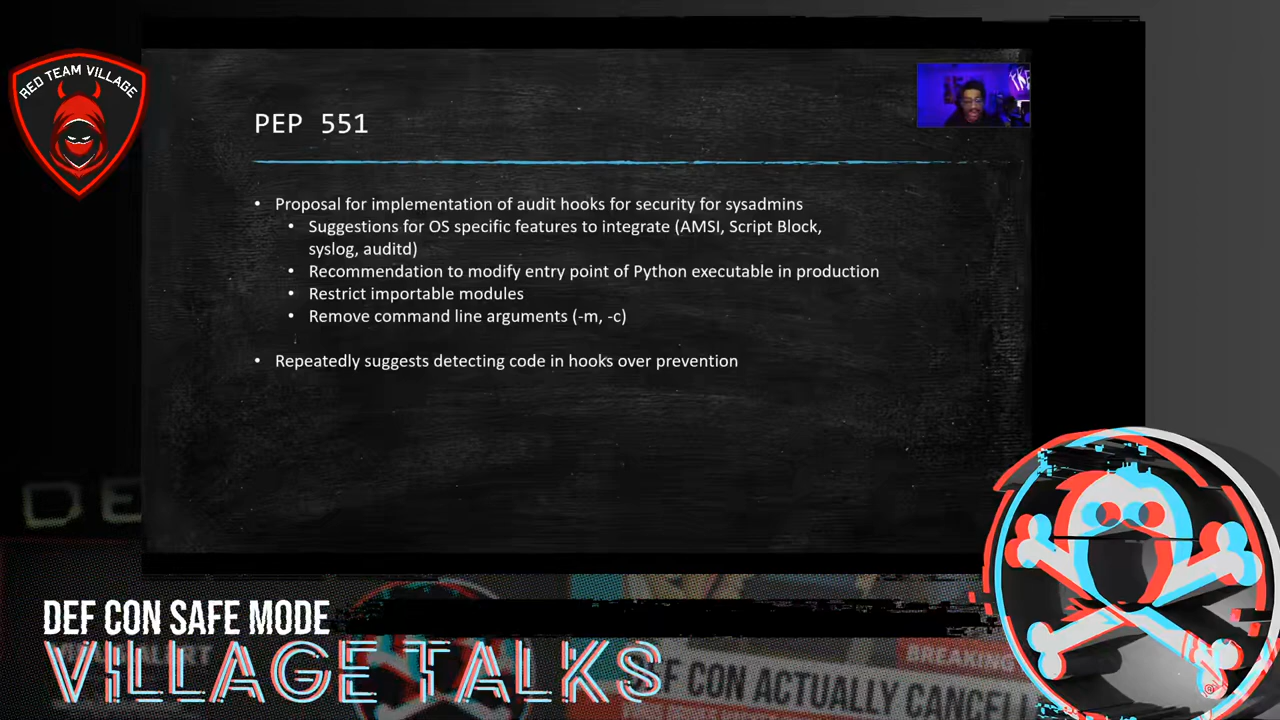 RED TEAM VILLAGE
PEP 551
• Proposal for implementation of audit hooks for security for sysadmins
• Suggestions for OS specific features to integrate (AMSI, Script Block,
syslog, auditd)
• Recommendation to modify entry point of Python executable in production
• Restrict importable modules
• Remove command line arguments (-m, -c)
• Repeatedly suggests detecting code in hooks over prevention
DE
DEF CON SAFE MODE
VILLAGE TALKS
BREAKING
EF CON ACTUALLY CANCELL